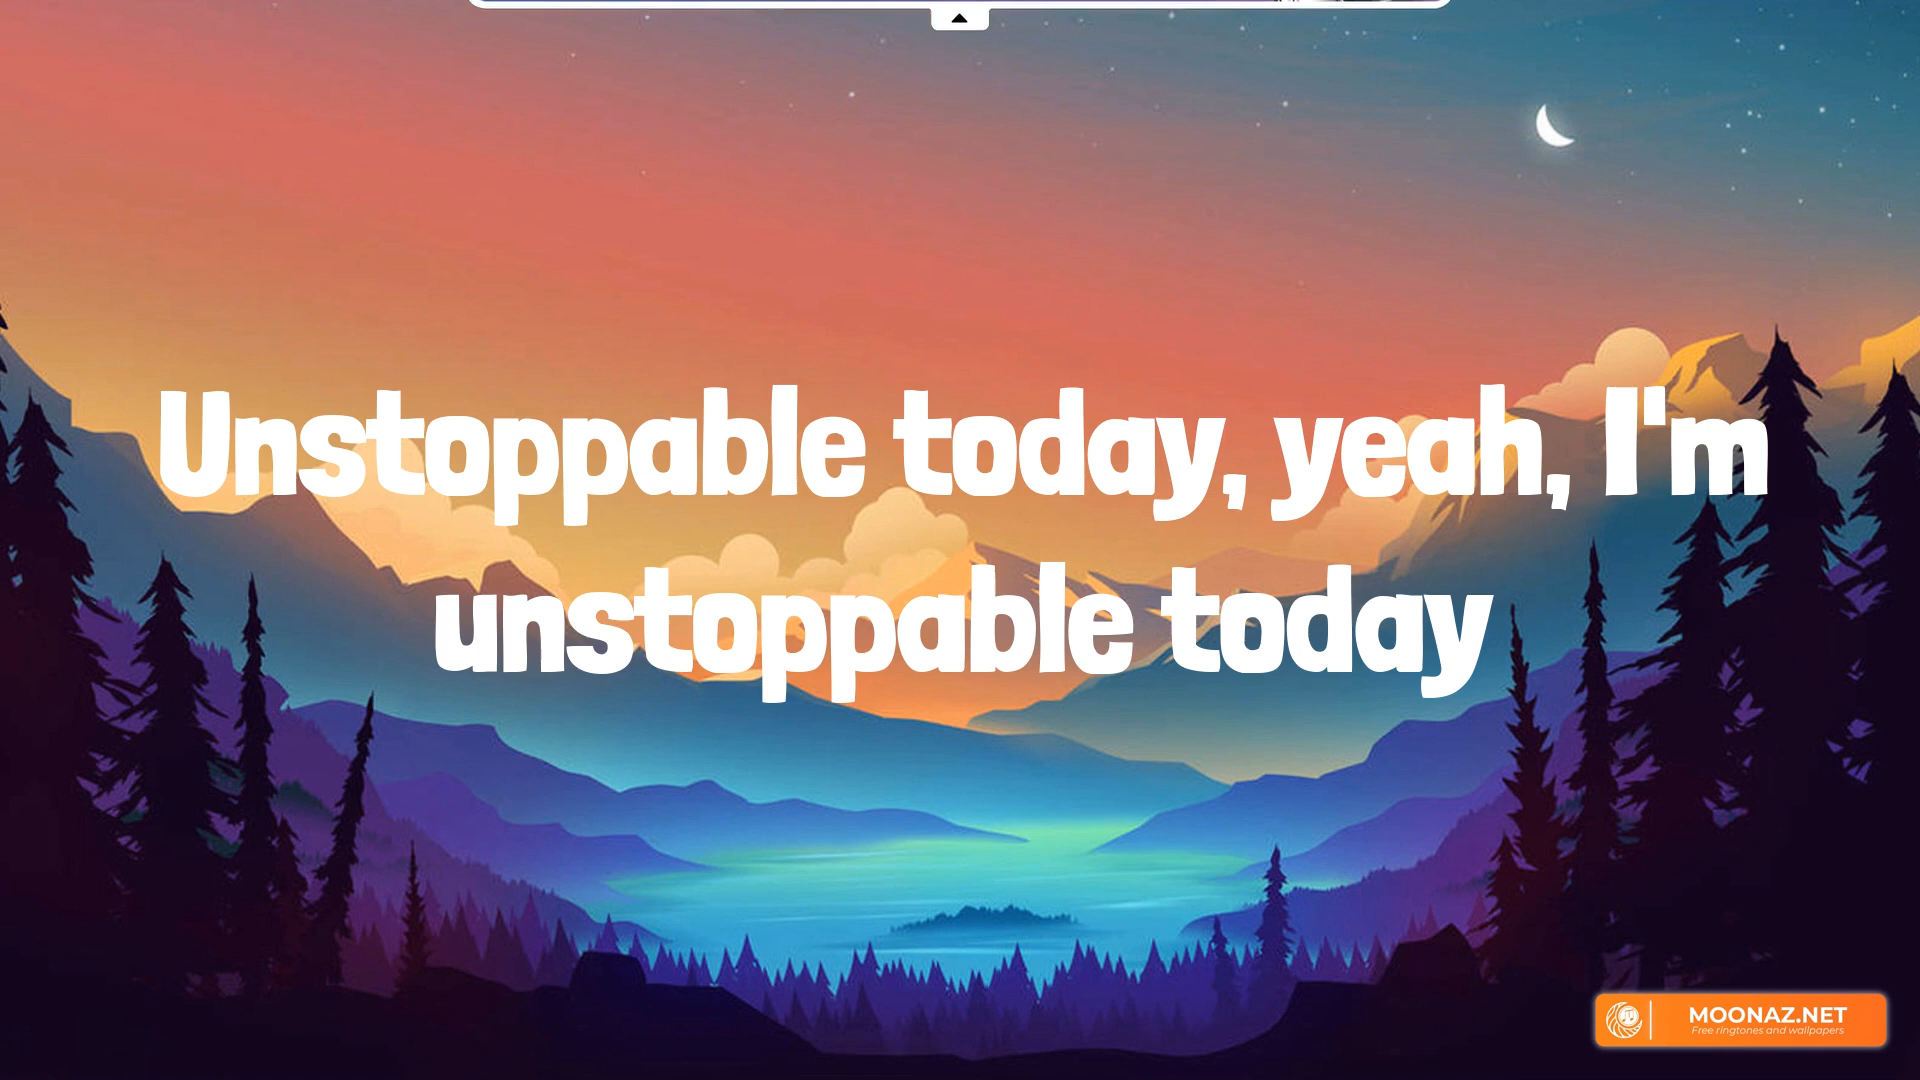 Unstoppable today, yeah, I'm
unstoppable today
MOONAZ.NET
Free ringtones and wallpapers